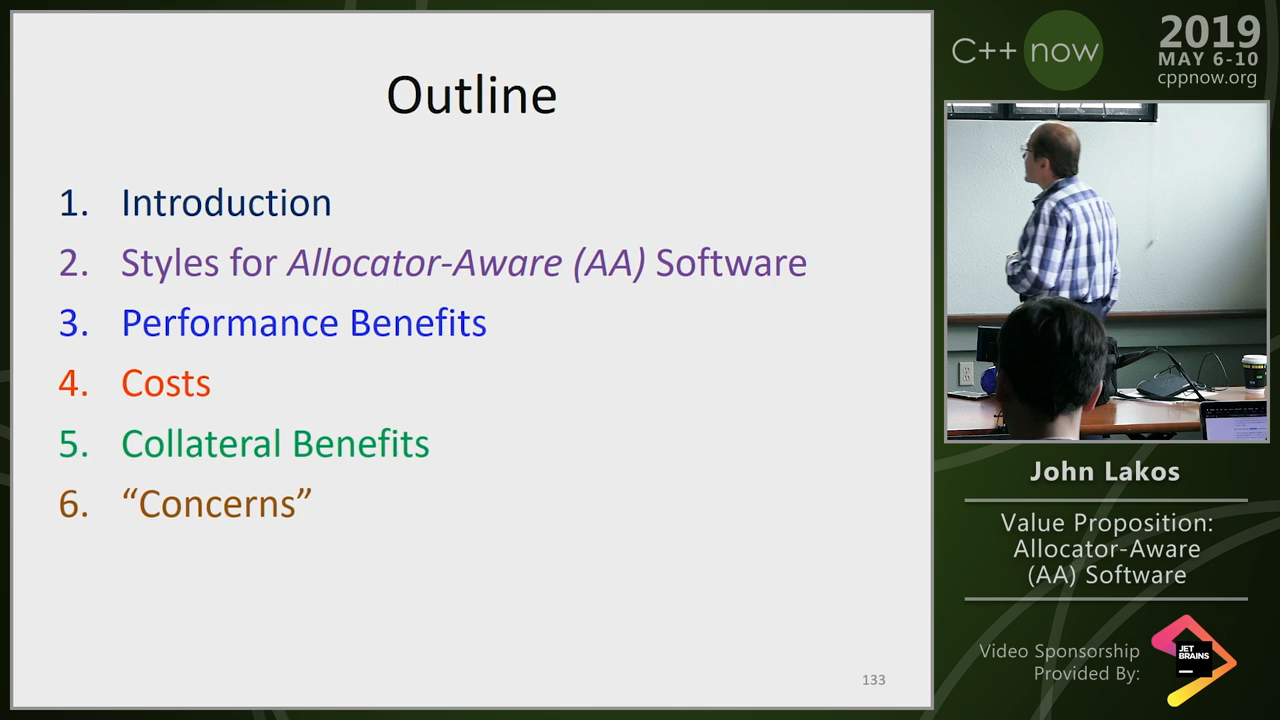 Outline
1. Introduction
2. Styles for Allocator-Aware (AA) Software
3. Performance Benefits
4. Costs
5. Collateral Benefits
6. “Concerns”
133
C++ now
2019
MAY 6-10
cppnow.org
John Lakos
Value Proposition:
Allocator-Aware
(AA) Software
Video Sponsorship
Provided By:
JET
BRAINS